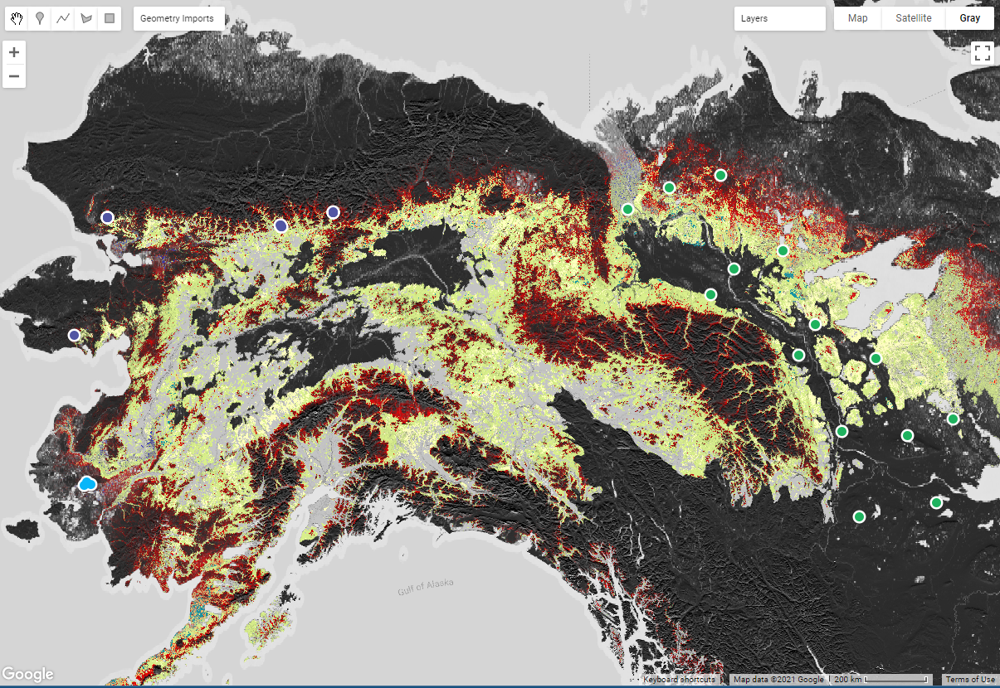 Geometry Imports
Layers
Map
Satellite
Gray
+
−
Gulf of Alaska
Google
Keyboard shortcuts
Map data ©2021 Google
200 km
Terms of Use